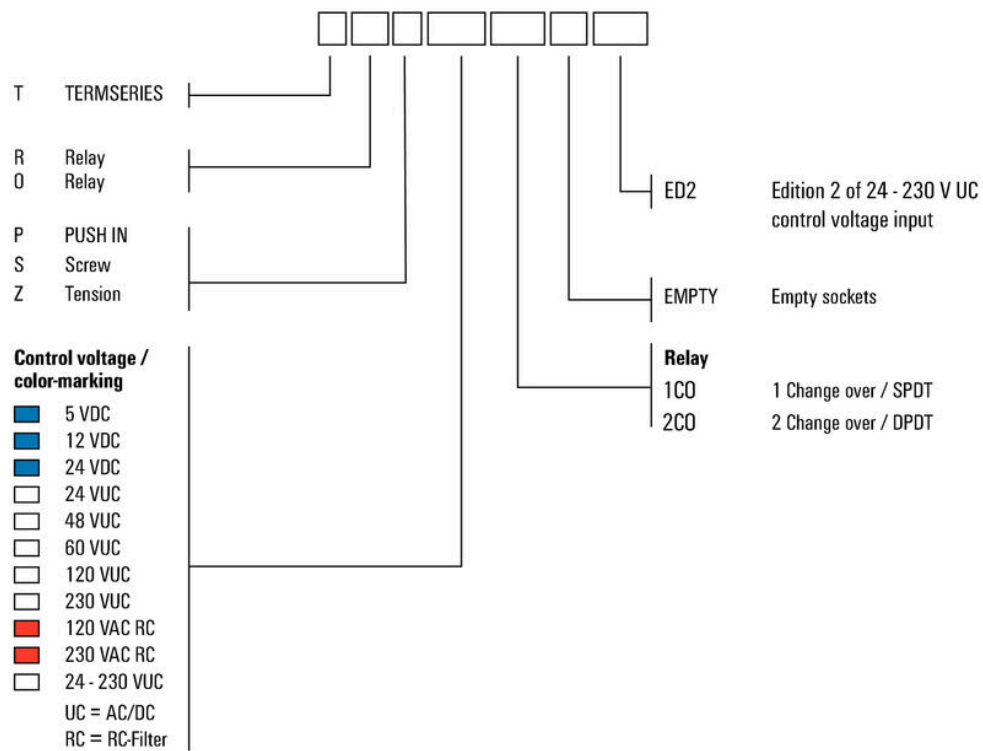 T TERMSERIES
R Relay
O Relay
P PUSH IN
S Screw
Z Tension
Control voltage /
color-marking
5 VDC
12 VDC
24 VDC
24 VUC
48 VUC
60 VUC
120 VUC
230 VUC
120 VAC RC
230 VAC RC
24 - 230 VUC
UC = AC/DC
RC = RC-Filter
ED2 Edition 2 of 24 - 230 V UC
control voltage input
EMPTY Empty sockets
Relay
1CO 1 Change over / SPDT
2CO 2 Change over / DPDT